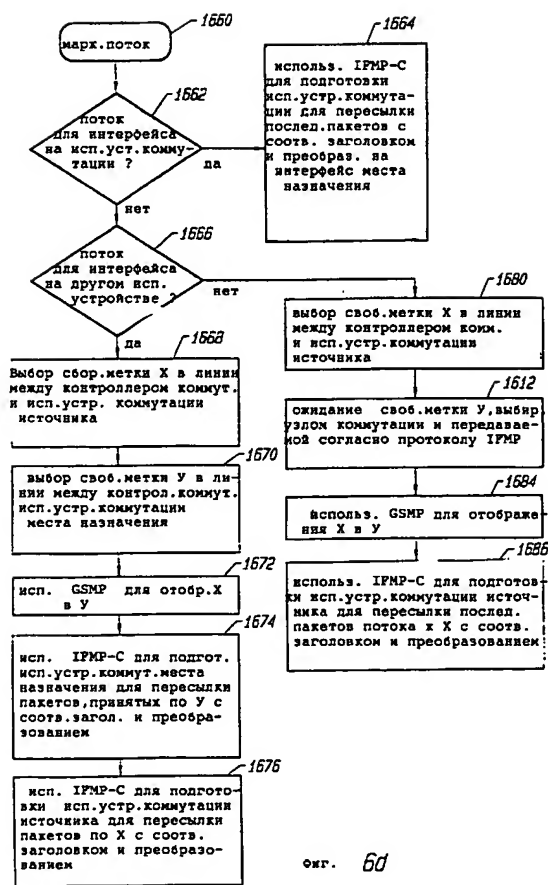 1660
марк.поток
1662
поток
для интерфейса
на исп.уст.комму-
тации ?
да
нет
1664
использ. IFMP-C
для подготовки
исп.устр.коммута-
ции для пересылки
послед.пакетов с
соотв. заголовком
и преобраз. на
интерфейс места
назначения
1666
поток
для интерфейса
на другом исп.
устройстве ?
нет
да
1668
Выбор сбор.метки X в линии
между контроллером коммут.
и исп.устр. коммутации
источника
1670
выбор своб.метки У в ли-
нии между контрол.коммут.
исп.устр.коммутации
места назначения
1672
исп. GSMP для отобр.X
в У
1674
исп. IFMP-C для подгот.
исп.устр.коммут.места
назначения для пересылки
пакетов,принятых по У с
соотв.загол. и преобра-
зованием
1676
исп. IFMP-C для подгото-
вки исп.устр.коммутации
источника для пересылки
пакетов по X с соотв.
заголовком и преобразо-
ванием
1680
выбор своб.метки X в линии
между контроллером комм.
и исп.устр.коммутации
источника
1612
ожидание своб.метки У,выбир
узлом коммутации и передавае-
мой согласно протоколу IFMP
1684
использ. GSMP для отображе-
ния X в У
1686
использ. IFMP-C для подготов-
ки исп.устр.коммутации источ-
ника для пересылки послед.
пакетов потока к X с соотв.
заголовком и преобразованием
фиг. 6d